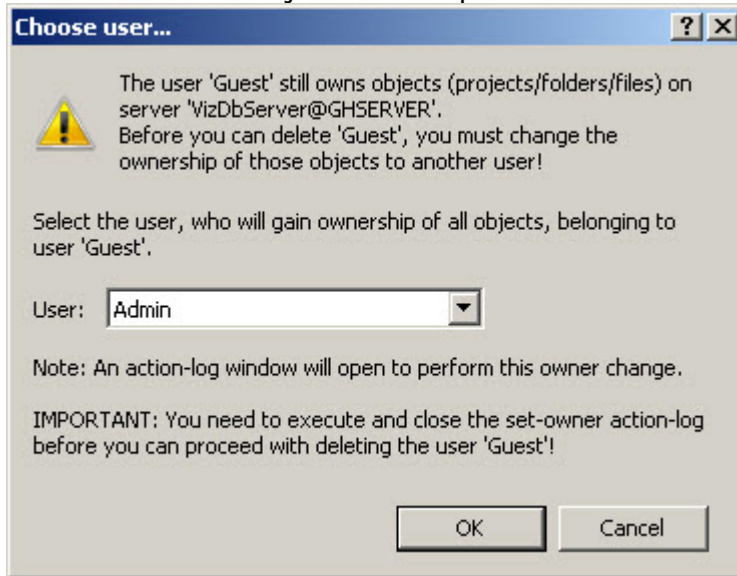 Choose user...
The user 'Guest' still owns objects (projects/folders/files) on
server 'VizDbServer@GHSERVER'.
Before you can delete 'Guest', you must change the
ownership of those objects to another user!
Select the user, who will gain ownership of all objects, belonging to
user 'Guest'.
User: Admin
Note: An action-log window will open to perform this owner change.
IMPORTANT: You need to execute and close the set-owner action-log
before you can proceed with deleting the user 'Guest'!
OK Cancel